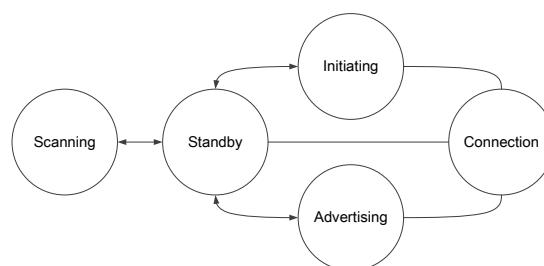 Initiating
Scanning
Standby
Connection
Advertising